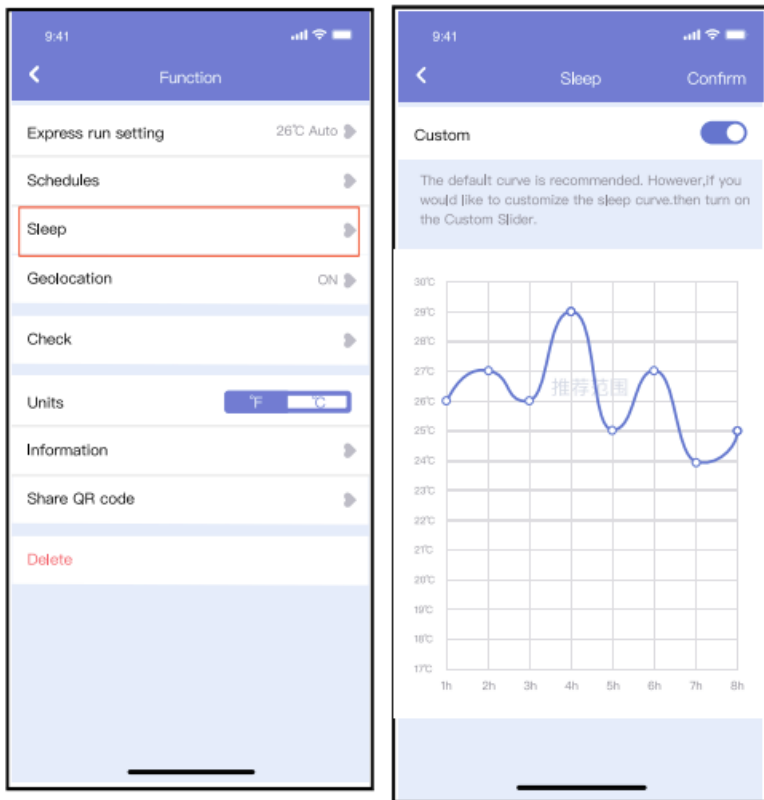 9:41
Function
Express run setting
26℃ Auto
Schedules
Sleep
Geolocation
ON
Check
Units
℉
℃
Information
Share QR code
Delete
9:41
Sleep
Confirm
Custom
The default curve is recommended. However,if you
would like to customize the sleep curve.then turn on
the Custom Slider.
30℃
29℃
28℃
27℃
26℃
25℃
24℃
23℃
22℃
21℃
20℃
19℃
18℃
17℃
推荐范围
1h
2h
3h
4h
5h
6h
7h
8h